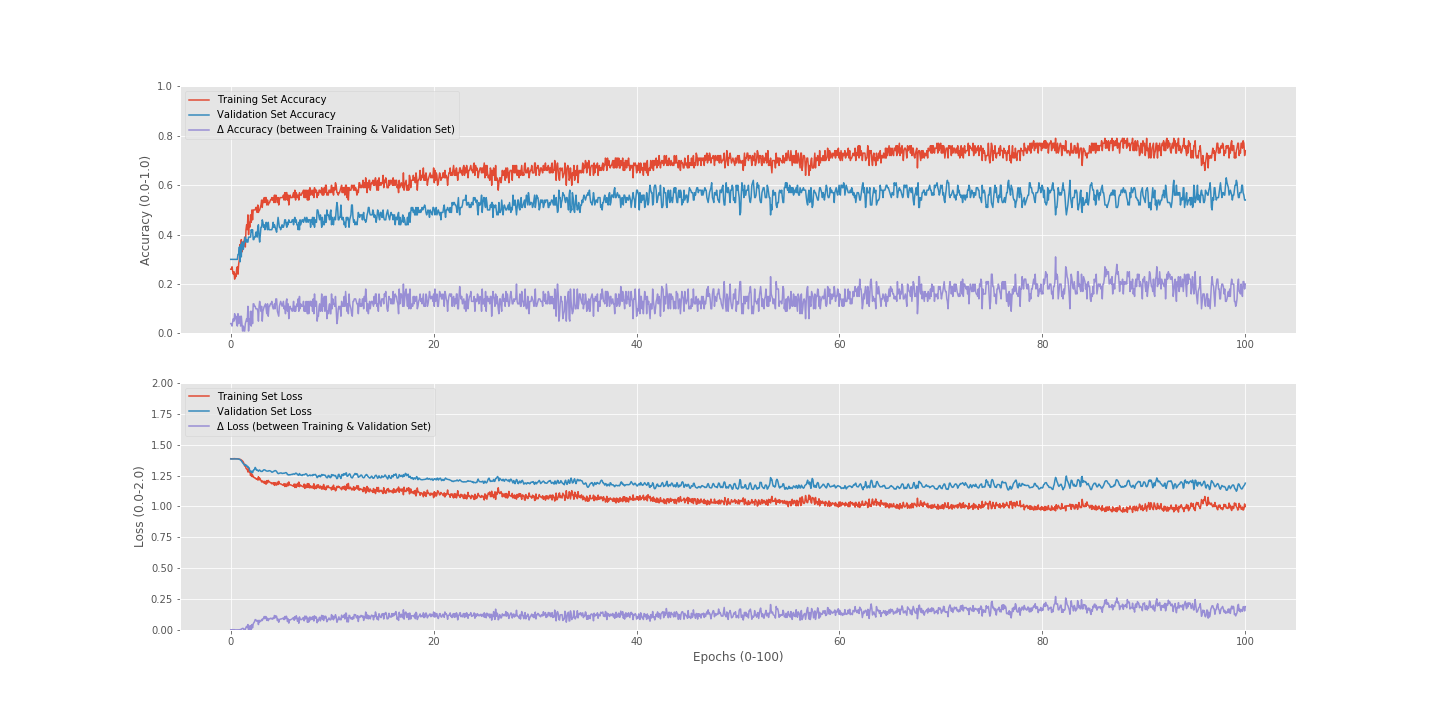 1.0
0.8
0.6
0.4
0.2
0.0
Accuracy (0.0-1.0)
Training Set Accuracy
Validation Set Accuracy
Δ Accuracy (between Training & Validation Set)
0 20 40 60 80 100
2.00
1.75
1.50
1.25
1.00
0.75
0.50
0.25
0.00
Loss (0.0-2.0)
Training Set Loss
Validation Set Loss
Δ Loss (between Training & Validation Set)
0 20 40 60 80 100
Epochs (0-100)